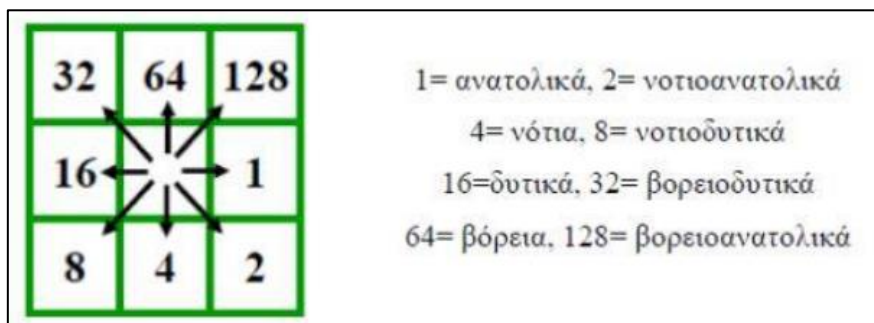 32 64 128
16 1
8 4 2
1= ανατολικά, 2= νοτιοανατολικά
4= νότια, 8= νοτιοδυτικά
16=δυτικά, 32= βορειοδυτικά
64= βόρεια, 128= βορειοανατολικά